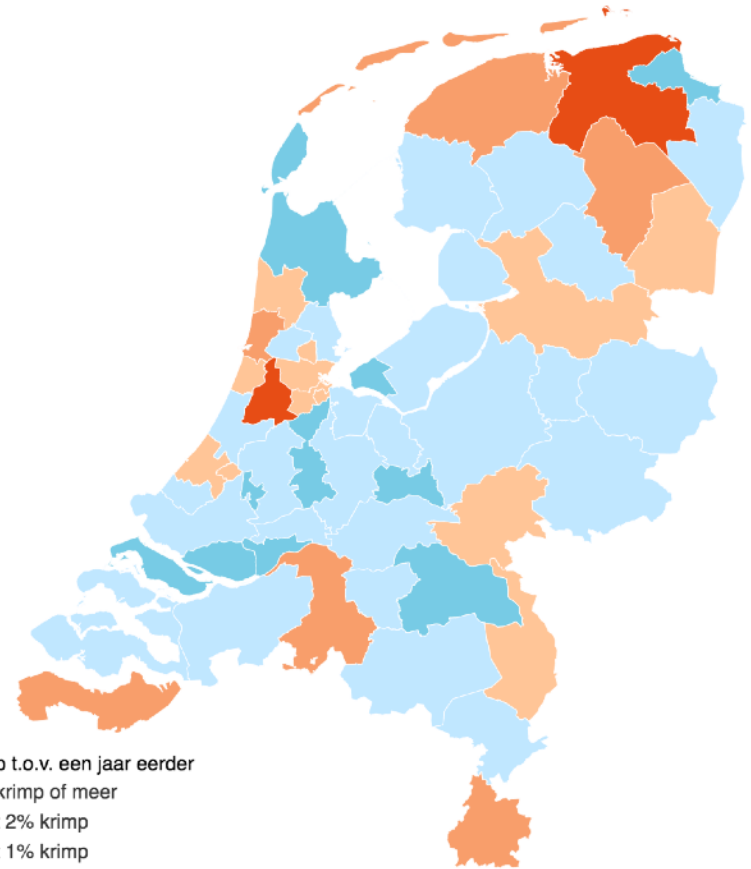 t.o.v. een jaar eerder
krimp of meer
2% krimp
1% krimp